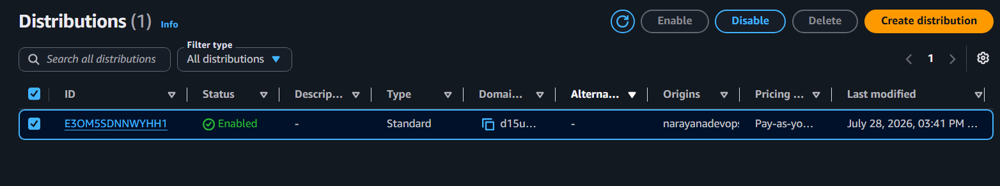 Distributions (1) Info
Enable
Disable
Delete
Create distribution
Search all distributions
Filter type
All distributions
1
ID
Status
Descrip...
Type
Domai...
Alterna...
Origins
Pricing ...
Last modified
E3OM5SDNNWYHH1
Enabled
-
Standard
d15u...
-
narayanadevops
Pay-as-yo...
July 28, 2026, 03:41 PM ...